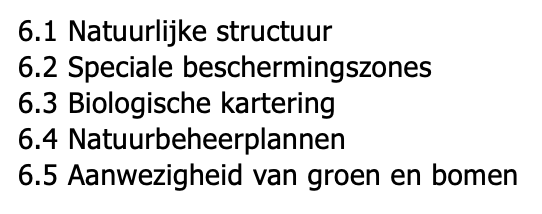 6.1 Natuurlijke structuur
6.2 Speciale beschermingszones
6.3 Biologische kartering
6.4 Natuurbeheerplannen
6.5 Aanwezigheid van groen en bomen